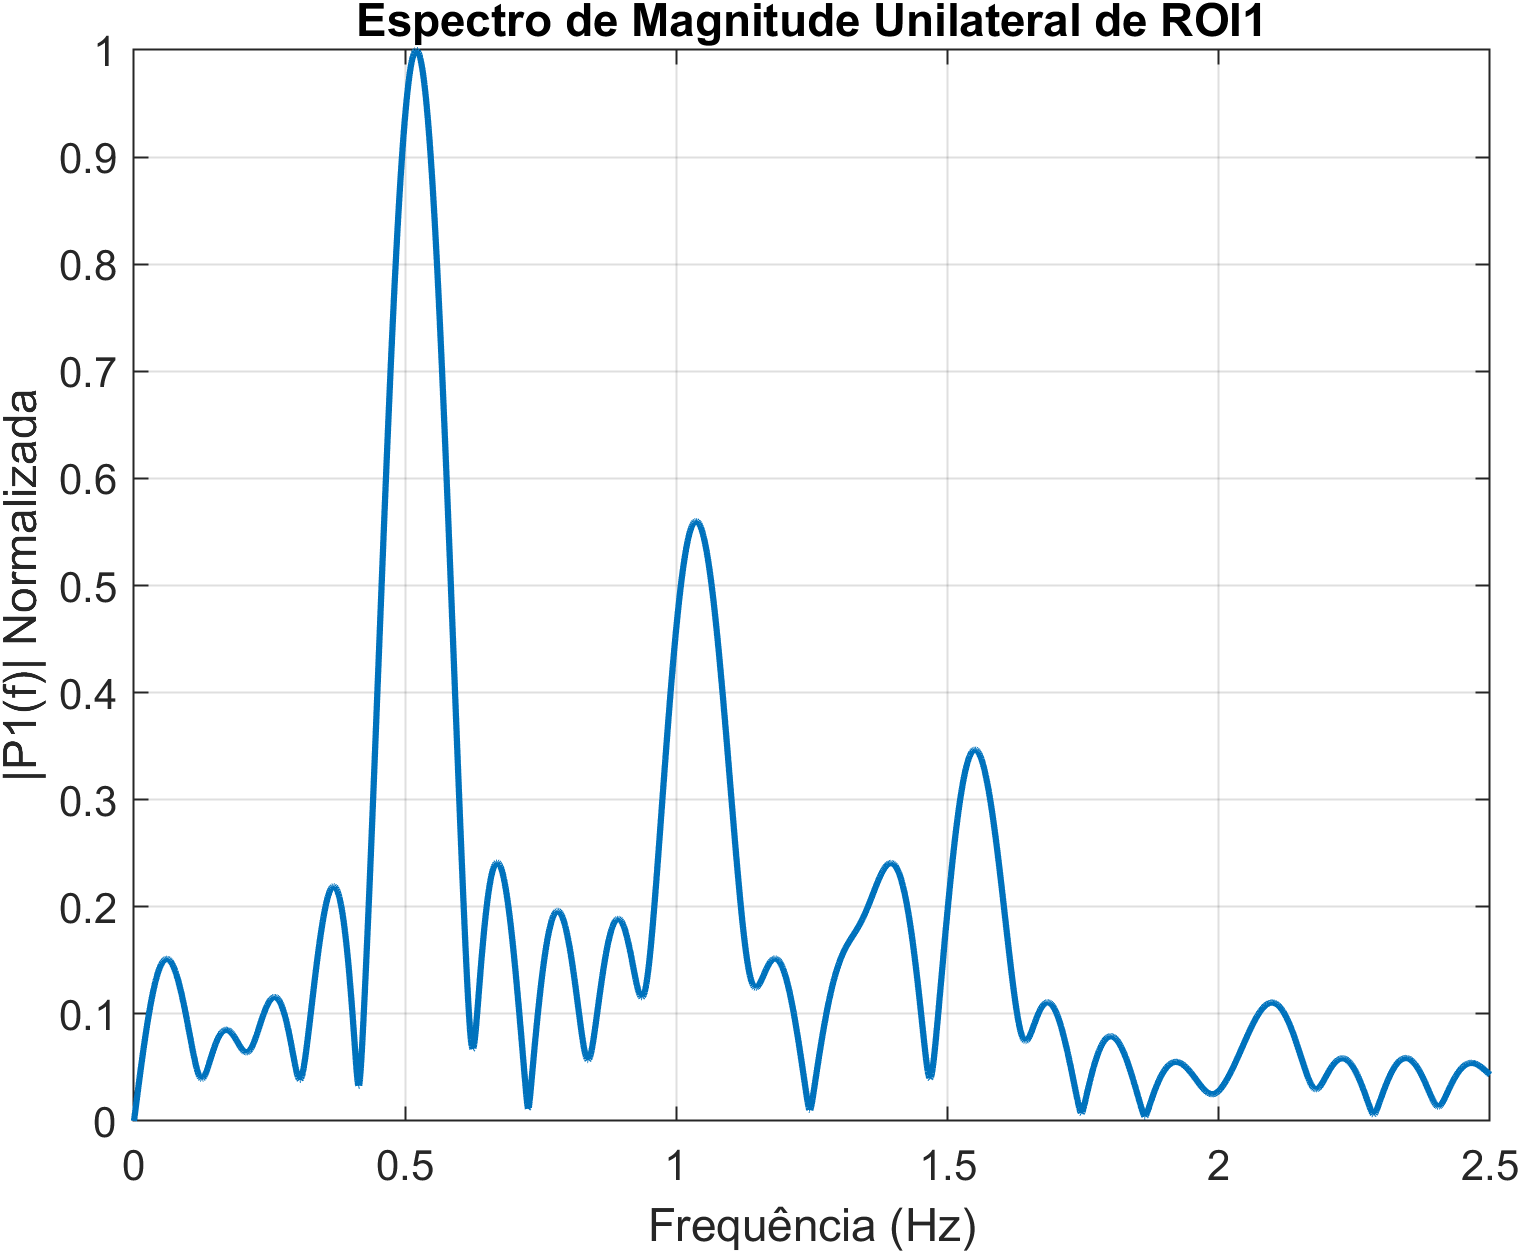 Espectro de Magnitude Unilateral de ROI1
|P1(f)| Normalizada
1
0.9
0.8
0.7
0.6
0.5
0.4
0.3
0.2
0.1
0
0 0.5 1 1.5 2 2.5
Frequência (Hz)